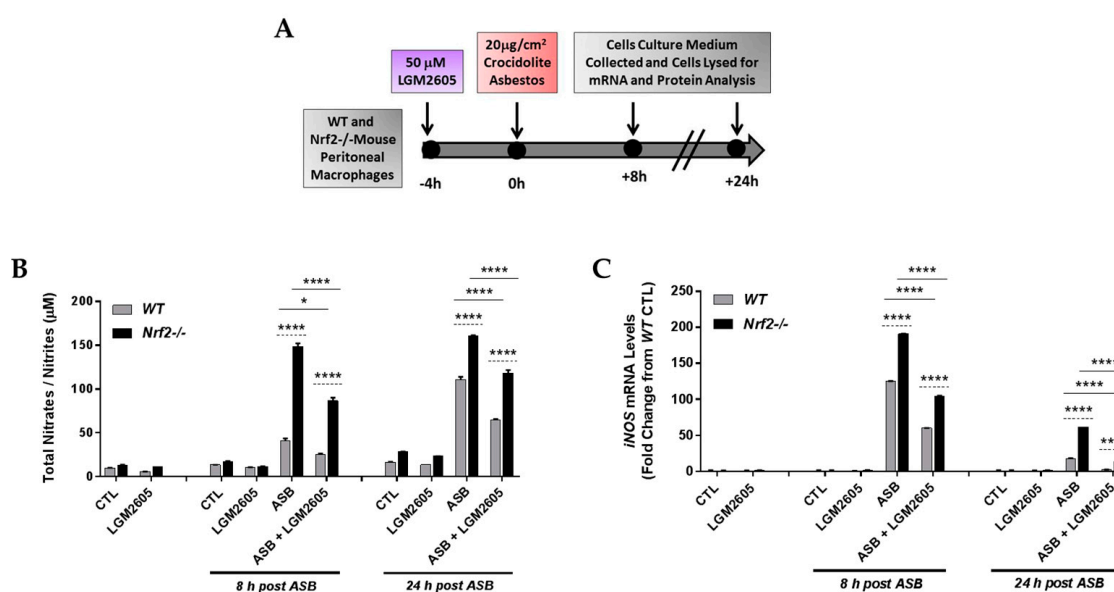 A
50 µM
LGM2605
20µg/cm²
Crocidolite
Asbestos
Cells Culture Medium
Collected and Cells Lysed for
mRNA and Protein Analysis
WT and
Nrf2-/-Mouse
Peritoneal
Macrophages
-4h
0h
+8h
+24h
B
Total Nitrates / Nitrites (µM)
200
150
100
50
0
WT
Nrf2-/-
****
*
****
****
****
****
****
****
CTL
LGM2605
CTL
LGM2605
ASB
ASB + LGM2605
CTL
LGM2605
ASB
ASB + LGM2605
8 h post ASB
24 h post ASB
C
iNOS mRNA Levels
(Fold Change from WT CTL)
250
200
150
100
50
0
WT
Nrf2-/-
****
****
****
****
****
****
****
**
CTL
LGM2605
CTL
LGM2605
ASB
ASB + LGM2605
CTL
LGM2605
ASB
ASB + LGM2605
8 h post ASB
24 h post ASB